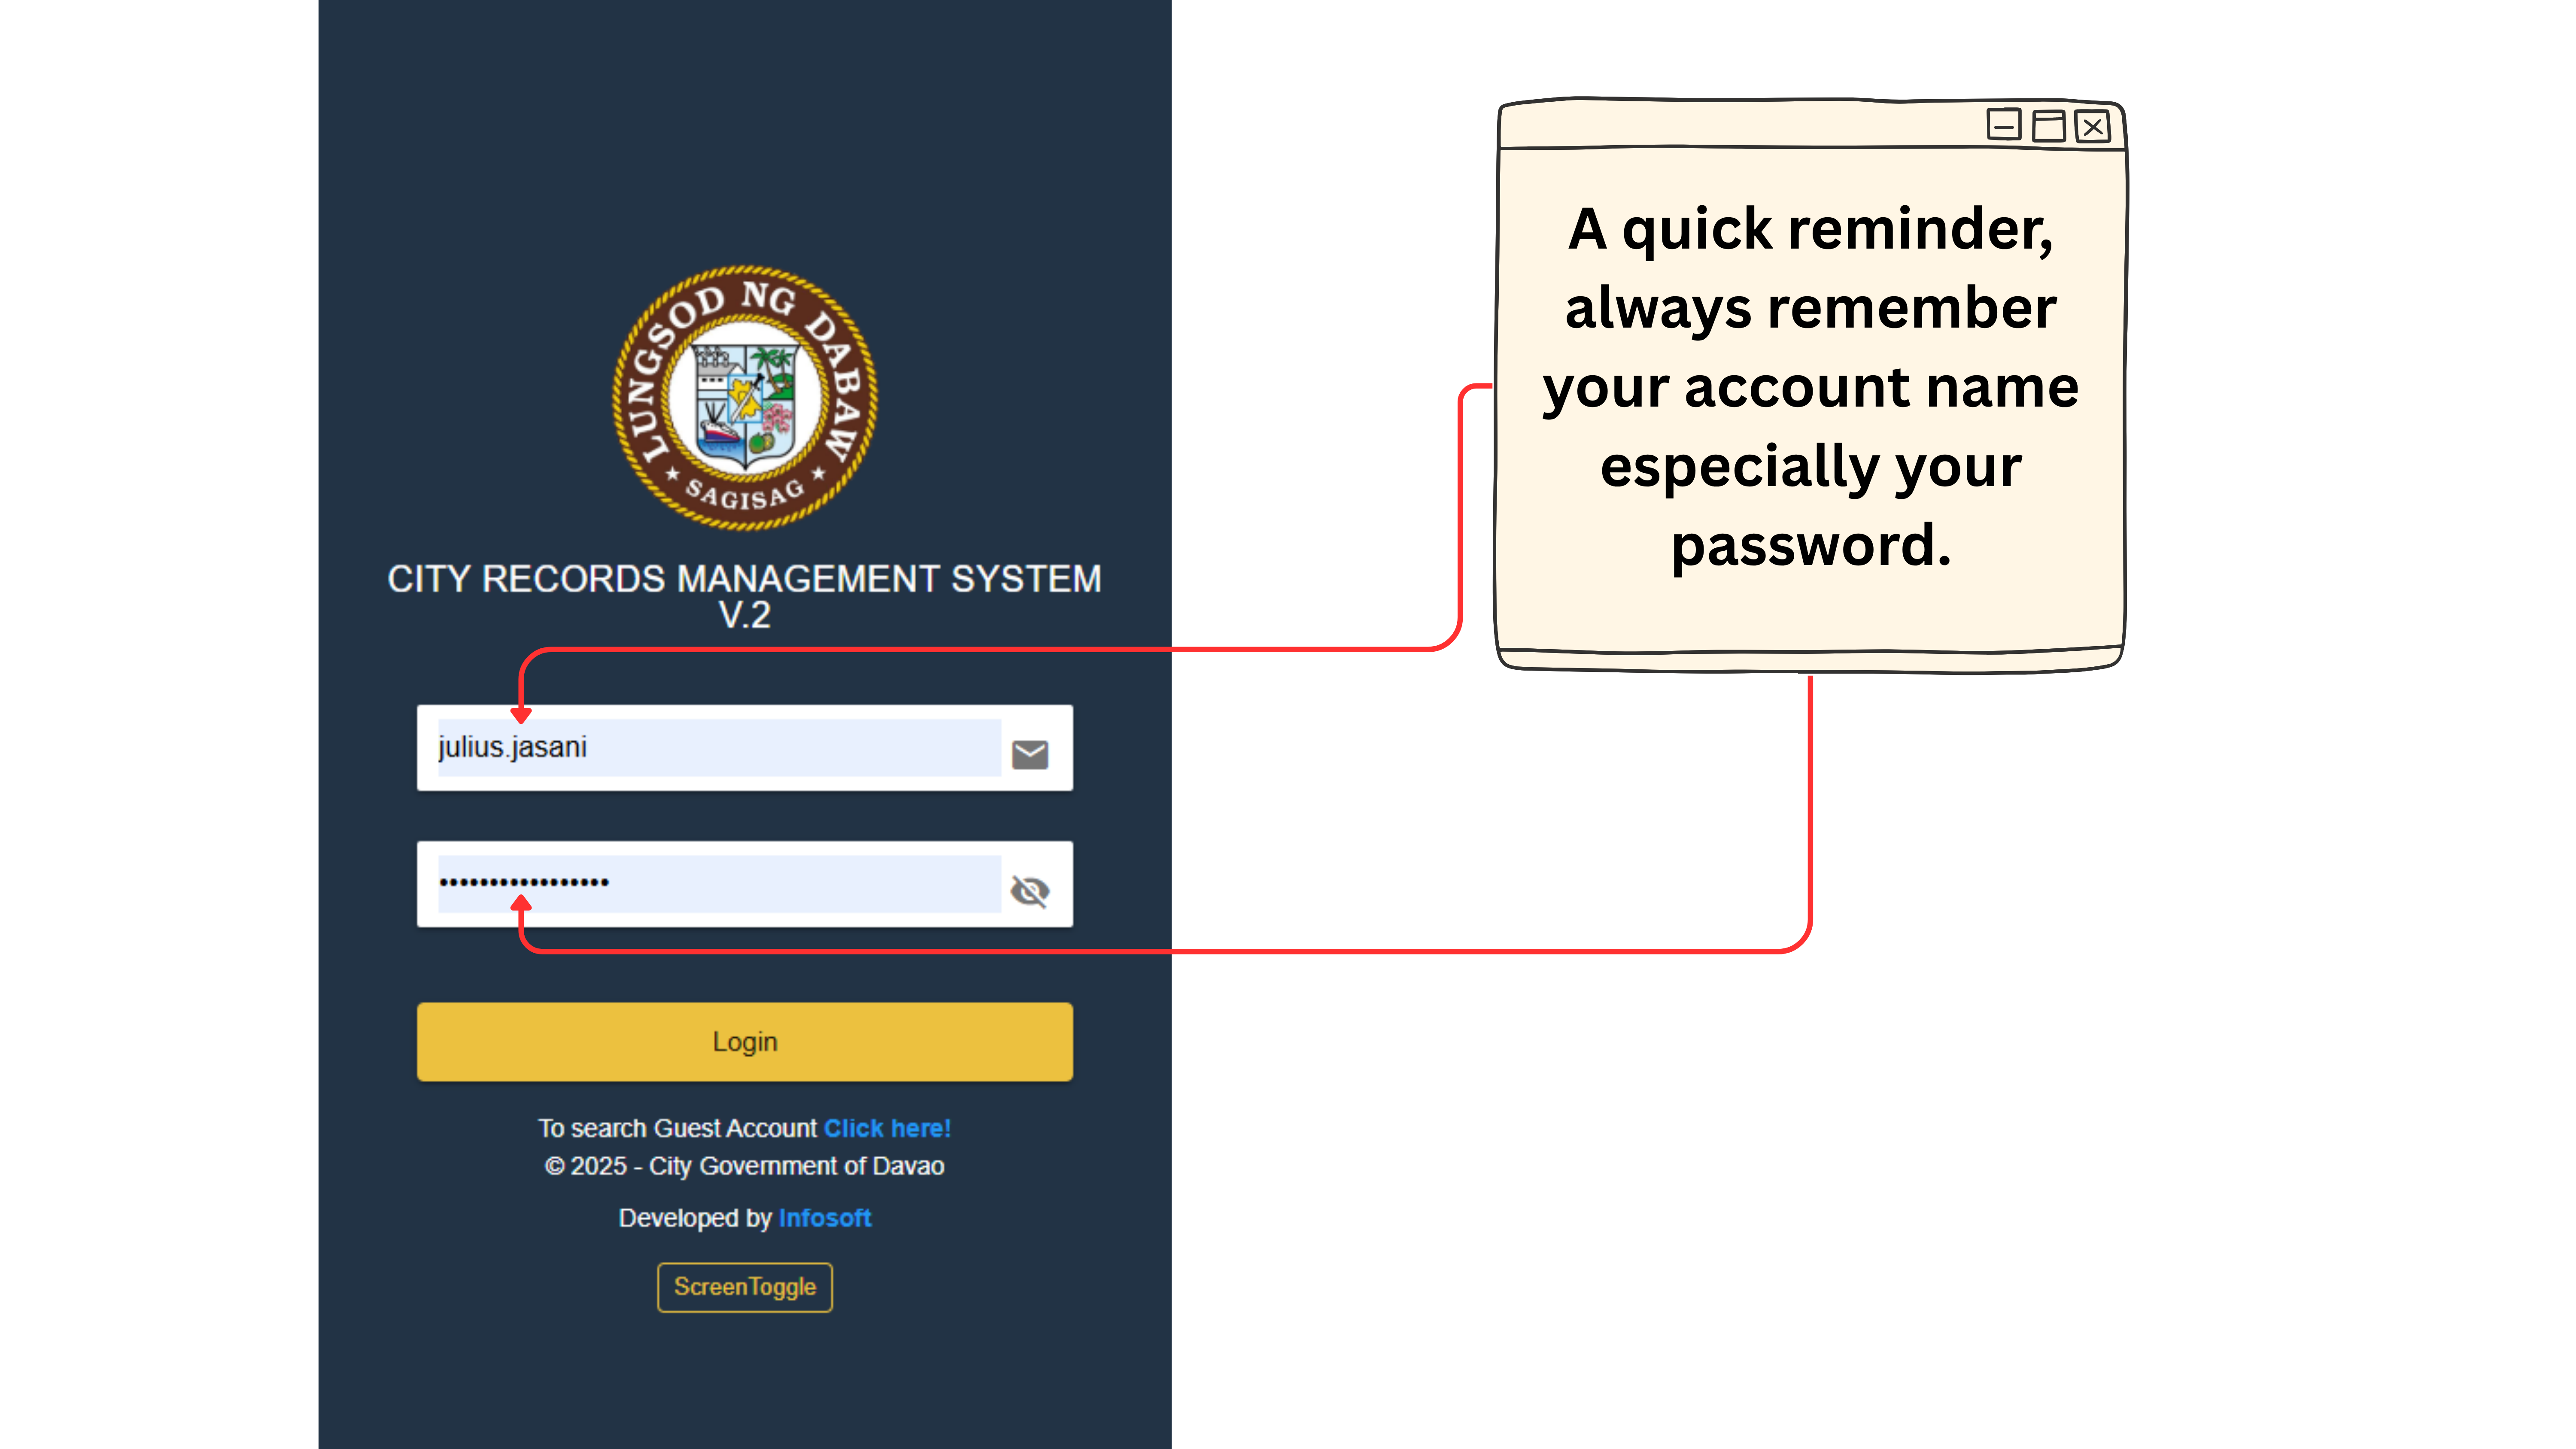 LUNGSOD NG DABAW
SAGISAG
CITY RECORDS MANAGEMENT SYSTEM
V.2
julius.jasani
Login
To search Guest Account Click here!
© 2025 - City Government of Davao
Developed by Infosoft
ScreenToggle
A quick reminder,
always remember
your account name
especially your
password.